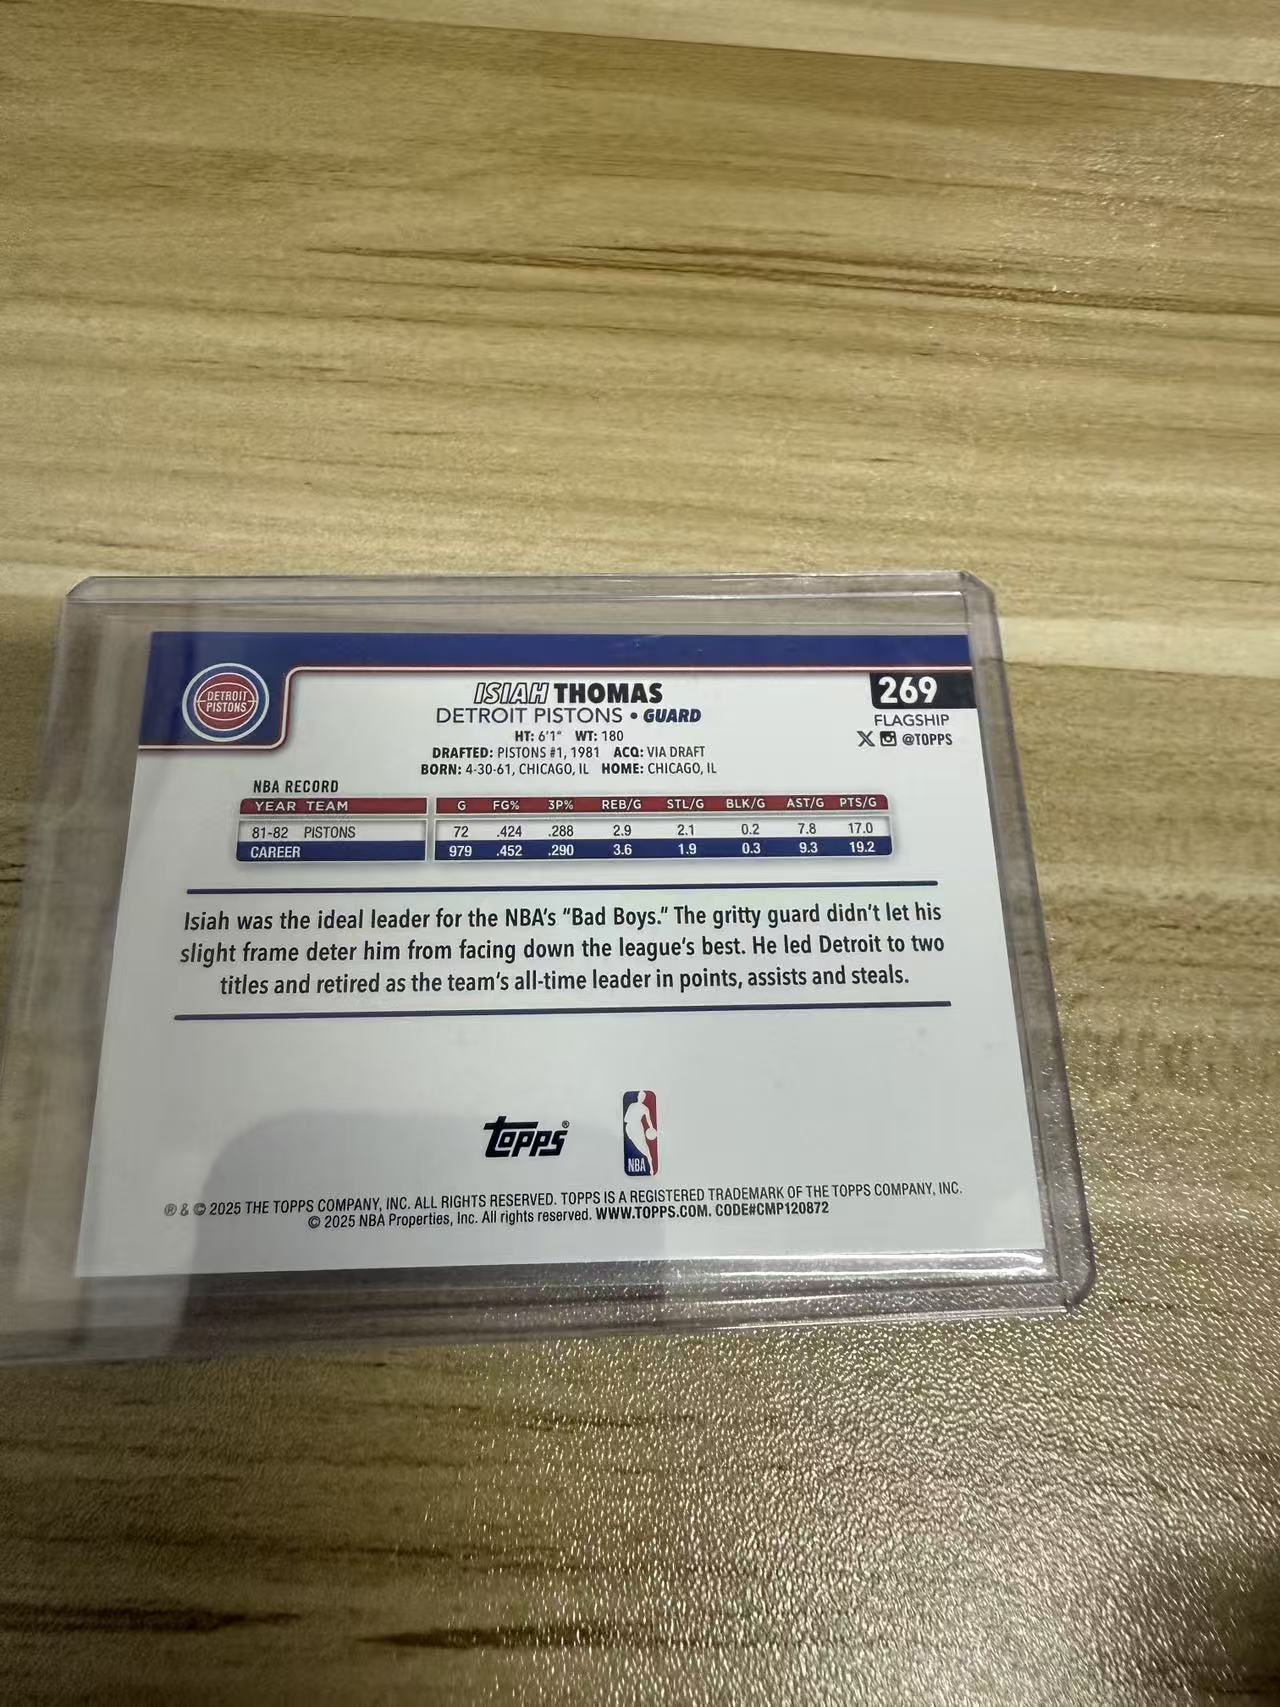 DETROIT
PISTONS
ISIAH THOMAS
DETROIT PISTONS • GUARD
HT: 6'1" WT: 180
DRAFTED: PISTONS #1, 1981 ACQ: VIA DRAFT
BORN: 4-30-61, CHICAGO, IL HOME: CHICAGO, IL
269
FLAGSHIP
X @TOPPS
NBA RECORD
YEAR TEAM G FG% 3P% REB/G STL/G BLK/G AST/G PTS/G
81-82 PISTONS 72 .424 .288 2.9 2.1 0.2 7.8 17.0
CAREER 979 .452 .290 3.6 1.9 0.3 9.3 19.2
Isiah was the ideal leader for the NBA's "Bad Boys." The gritty guard didn't let his
slight frame deter him from facing down the league's best. He led Detroit to two
titles and retired as the team's all-time leader in points, assists and steals.
topps®
NBA
® & © 2025 THE TOPPS COMPANY, INC. ALL RIGHTS RESERVED. TOPPS IS A REGISTERED TRADEMARK OF THE TOPPS COMPANY, INC.
© 2025 NBA Properties, Inc. All rights reserved. WWW.TOPPS.COM. CODE#CMP120872